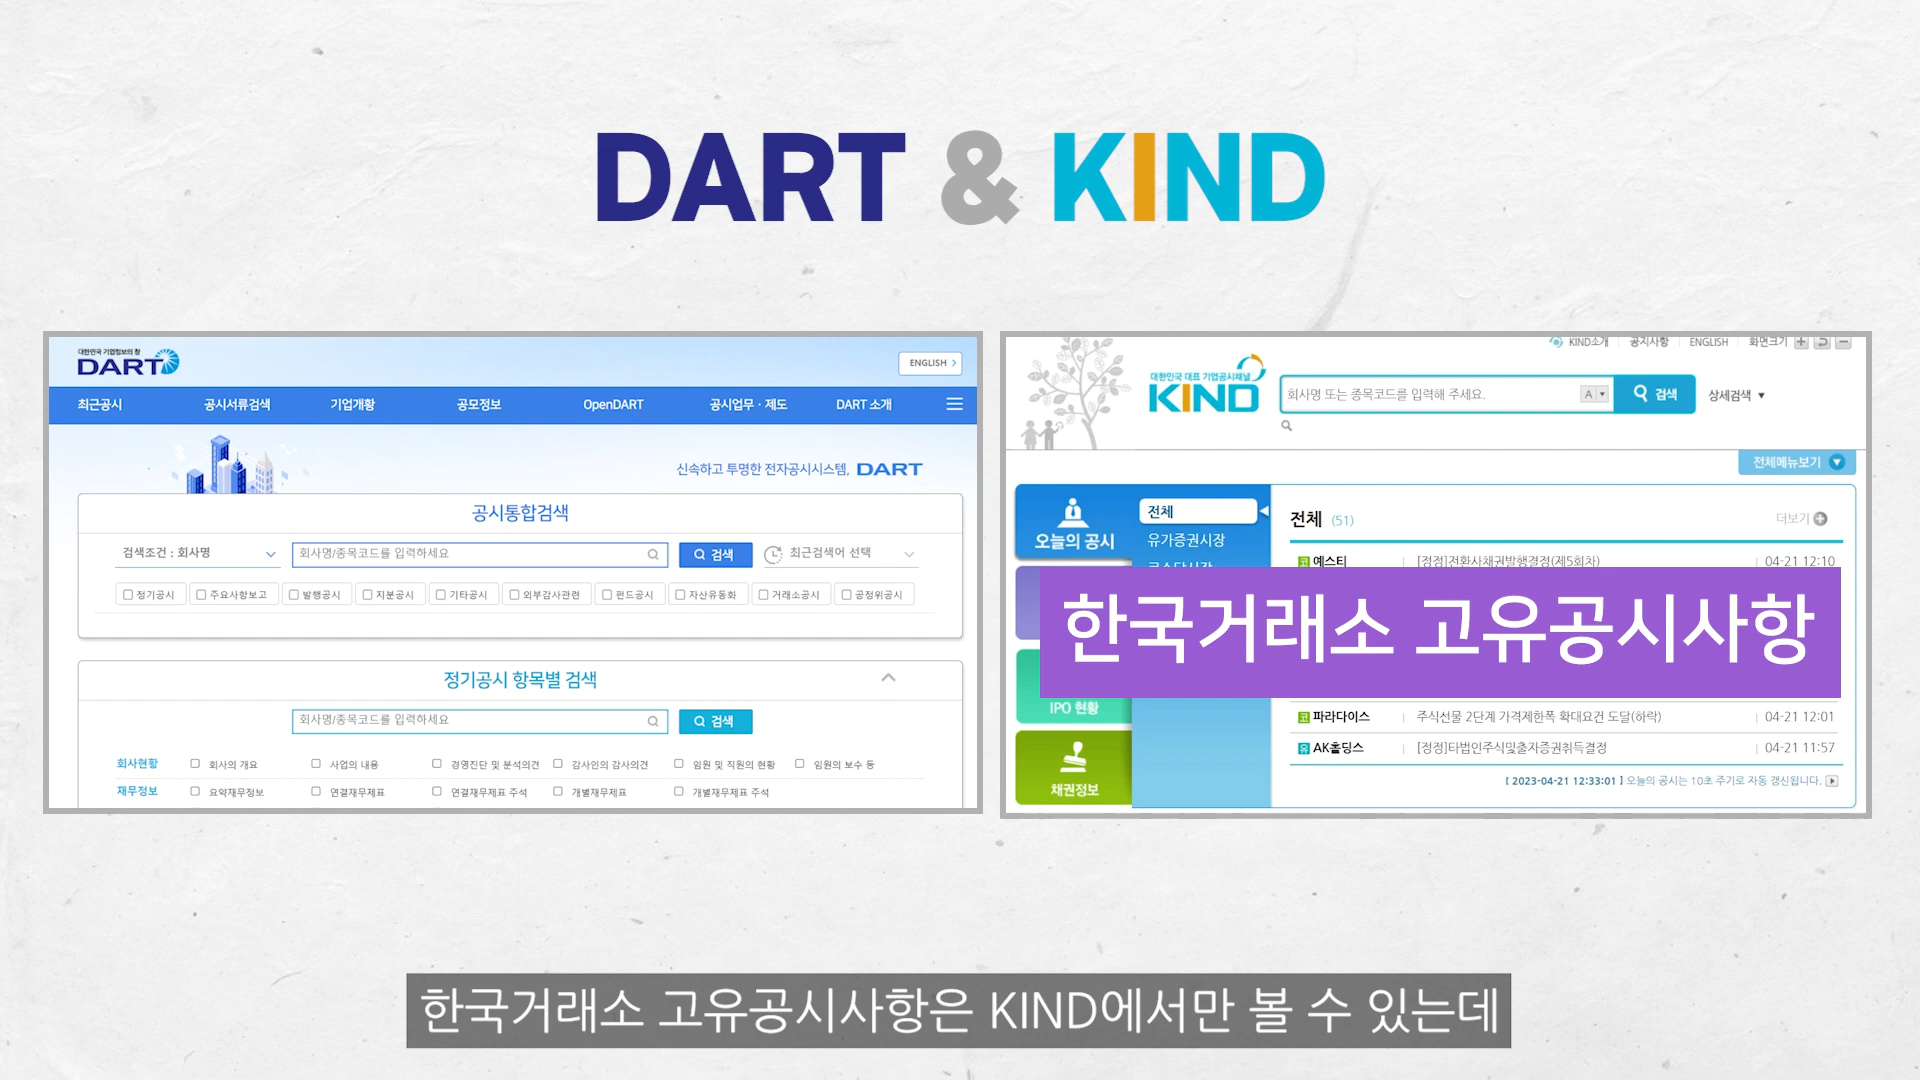 DART & KIND
대한민국 기업정보의 창
DART
ENGLISH >
최근공시 공시서류검색 기업개황 공모정보 OpenDART 공시업무·제도 DART 소개
신속하고 투명한 전자공시시스템, DART
공시통합검색
검색조건 : 회사명 회사명/종목코드를 입력하세요 검색 최근검색어 선택
정기공시 주요사항보고 발행공시 지분공시 기타공시 외부감사관련 펀드공시 자산유동화 거래소공시 공정위공시
정기공시 항목별 검색
회사명/종목코드를 입력하세요 검색
회사현황 회사의 개요 사업의 내용 경영진단 및 분석의견 감사인의 감사의견 임원 및 직원의 현황 임원의 보수 등
재무정보 요약재무정보 연결재무제표 연결재무제표 주석 개별재무제표 개별재무제표 주석
KIND소개 공지사항 ENGLISH 화면크기
대한민국 대표 기업공시채널
KIND
회사명 또는 종목코드를 입력해 주세요. A 검색 상세검색 ▼
전체메뉴보기
오늘의 공시
전체
유가증권시장
전체 (51) 더보기
코 예스티 [정정]전환사채권발행결정(제5회차) 04-21 12:10
한국거래소 고유공시사항
IPO 현황
코 파라다이스 주식선물 2단계 가격제한폭 확대요건 도달(하락) 04-21 12:01
유 AK홀딩스 [정정]타법인주식및출자증권취득결정 04-21 11:57
채권정보
[ 2023-04-21 12:33:01 ] 오늘의 공시는 10초 주기로 자동 갱신됩니다.
한국거래소 고유공시사항은 KIND에서만 볼 수 있는데